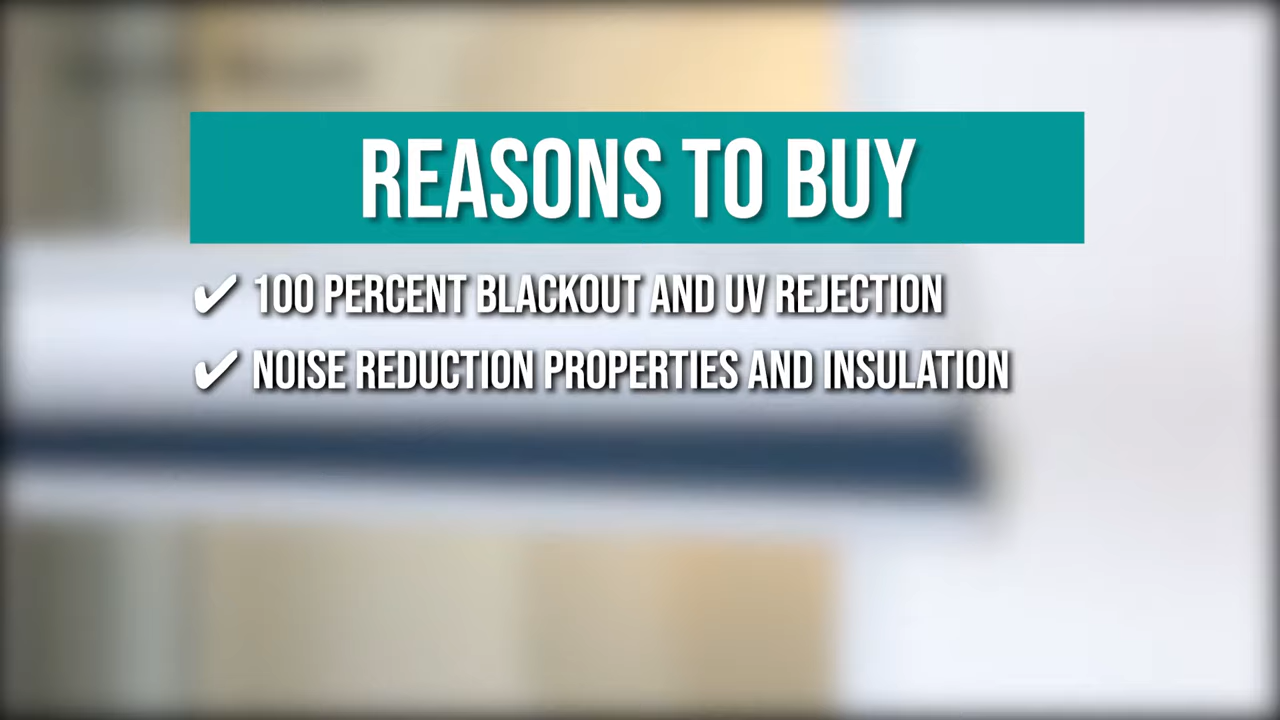 REASONS TO BUY
✔ 100 PERCENT BLACKOUT AND UV REJECTION
✔ NOISE REDUCTION PROPERTIES AND INSULATION